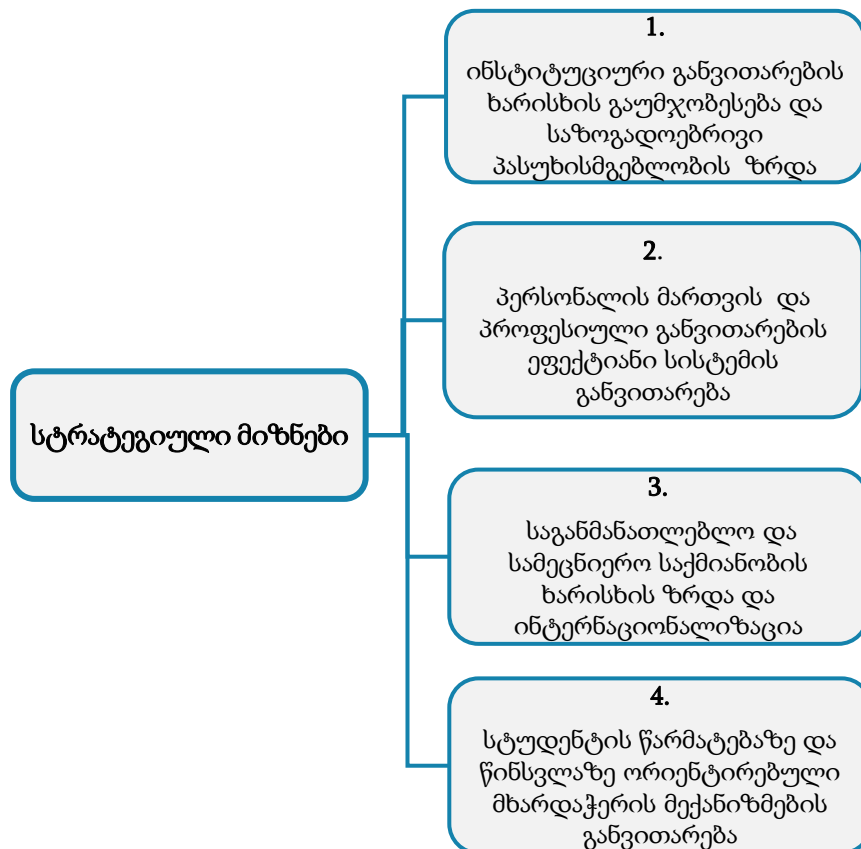 სტრატეგიული მიზნები
1.
ინსტიტუციური განვითარების
ხარისხის გაუმჯობესება და
საზოგადოებრივი
პასუხისმგებლობის ზრდა
2.
პერსონალის მართვის და
პროფესიული განვითარების
ეფექტიანი სისტემის
განვითარება
3.
საგანმანათლებლო და
სამეცნიერო საქმიანობის
ხარისხის ზრდა და
ინტერნაციონალიზაცია
4.
სტუდენტის წარმატებაზე და
წინსვლაზე ორიენტირებული
მხარდაჭერის მექანიზმების
განვითარება